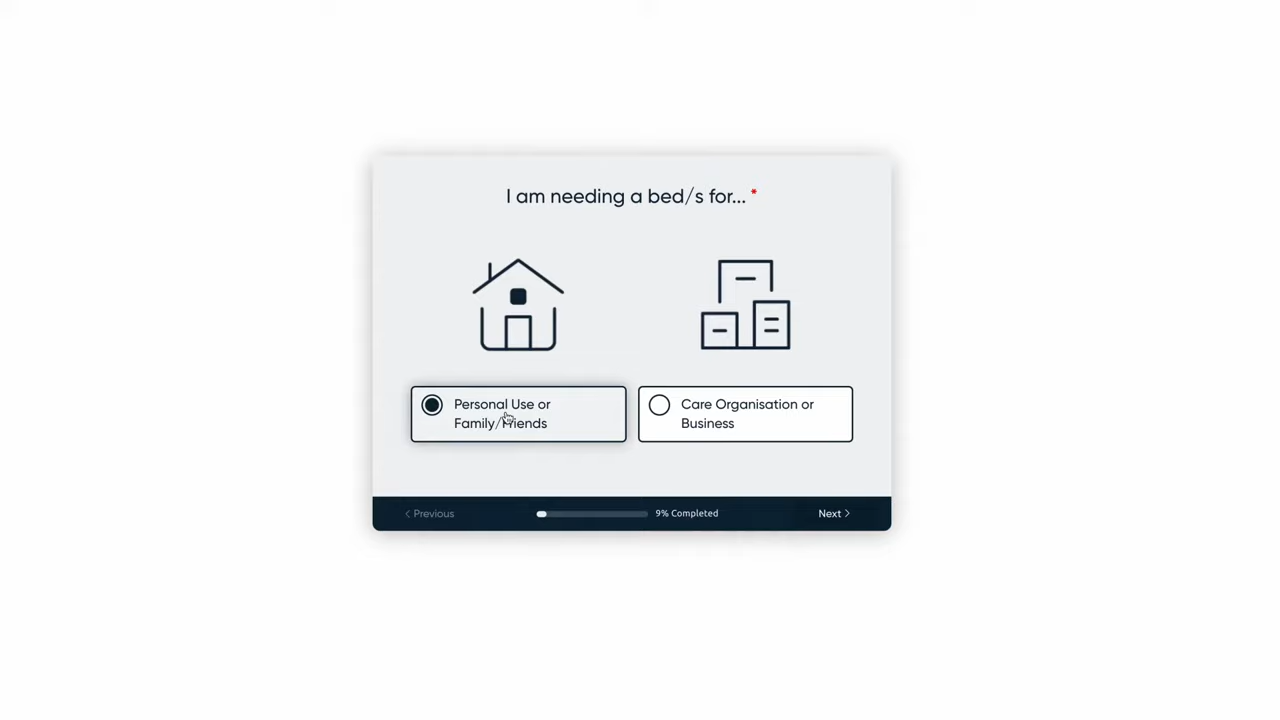 I am needing a bed/s for... *
Personal Use or
Family/Friends
Care Organisation or
Business
< Previous
9% Completed
Next >